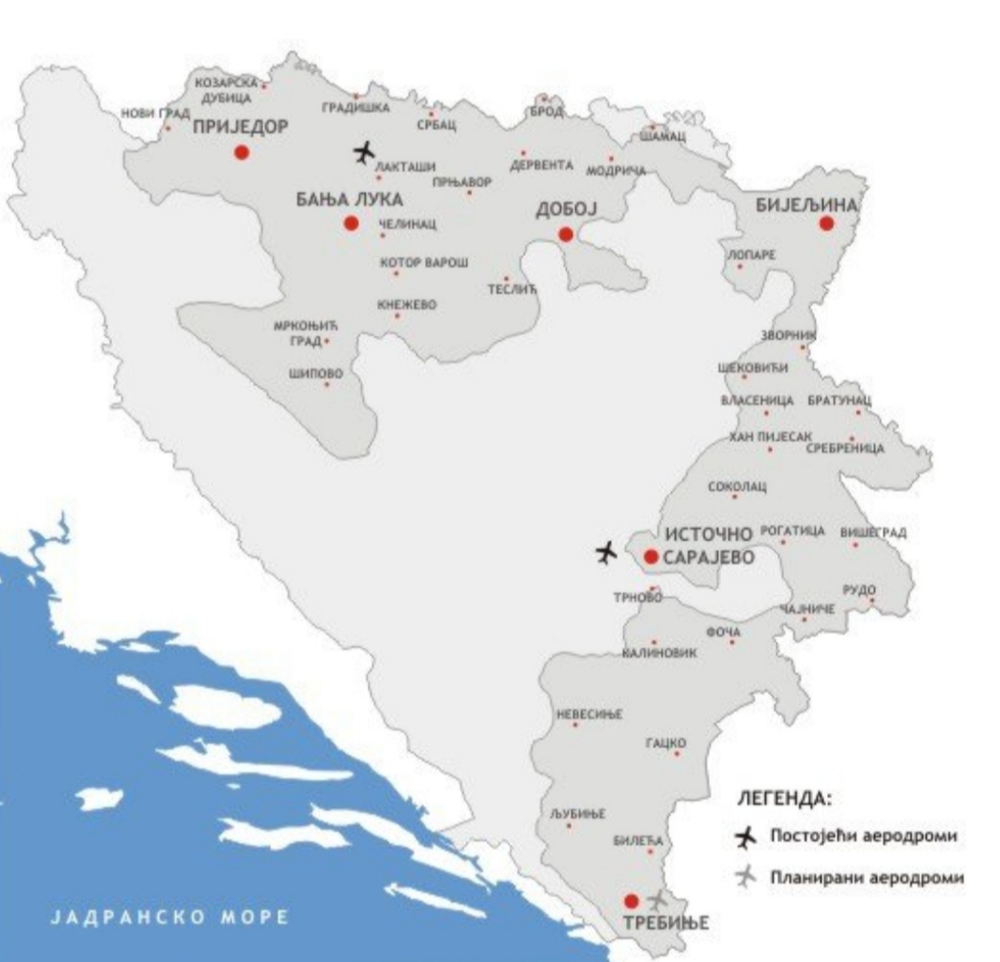 КОЗАРСКА
ДУБИЦА
НОВИ ГРАД
ПРИЈЕДОР
ГРАДИШКА
СРБАЦ
БРОД
ШАМАЦ
ЛАКТАШИ
ПРЊАВОР
ДЕРВЕНТА
МОДРИЧА
БАЊА ЛУКА
ДОБОЈ
БИЈЕЉИНА
ЧЕЛИНАЦ
ЛОПАРЕ
КОТОР ВАРОШ
ТЕСЛИЋ
КНЕЖЕВО
МРКОЊИЋ
ГРАД
ШИПОВО
ЗВОРНИК
ШЕКОВИЋИ
ВЛАСЕНИЦА
БРАТУНАЦ
ХАН ПИЈЕСАК
СРЕБРЕНИЦА
СОКОЛАЦ
ИСТОЧНО
САРАЈЕВО
РОГАТИЦА
ВИШЕГРАД
ТРНОВО
РУДО
ЧАЈНИЧЕ
ФОЧА
КАЛИНОВИК
НЕВЕСИЊЕ
ГАЦКО
ЉУБИЊЕ
БИЛЕЋА
ТРЕБИЊЕ
ЛЕГЕНДА:
Постојећи аеродроми
Планирани аеродроми
ЈАДРАНСКО МОРЕ